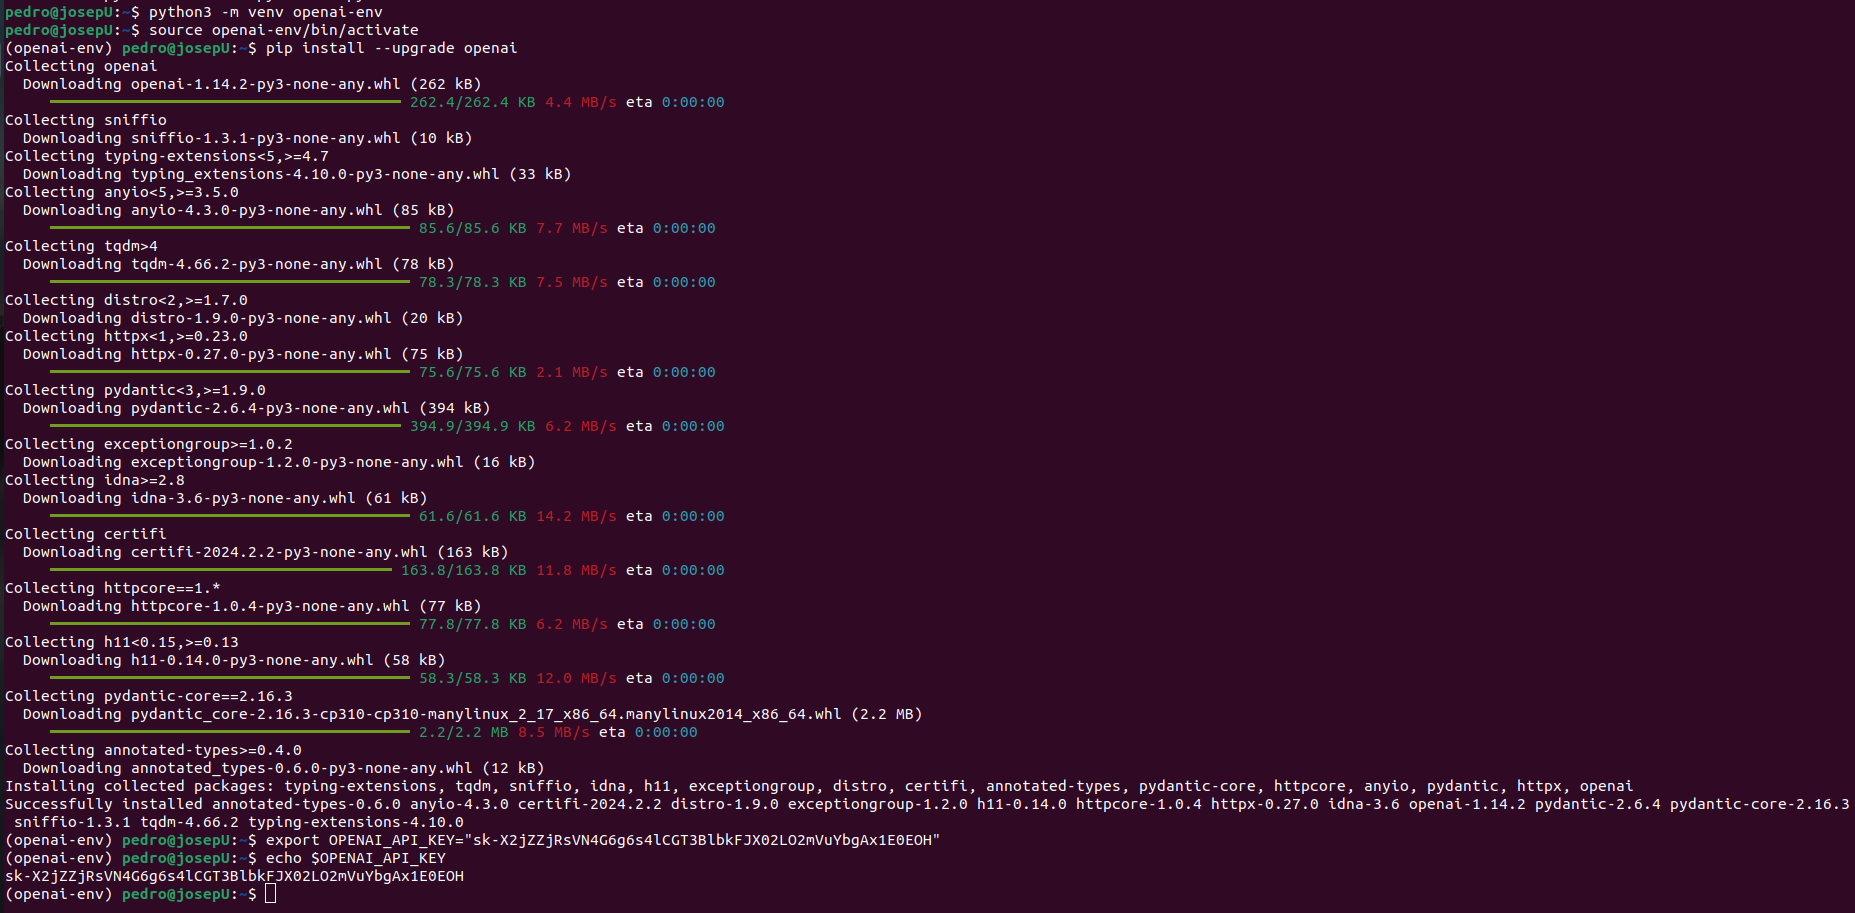 pedro@josepU:~$ python3 -m venv openai-env
pedro@josepU:~$ source openai-env/bin/activate
(openai-env) pedro@josepU:~$ pip install --upgrade openai
Collecting openai
  Downloading openai-1.14.2-py3-none-any.whl (262 kB)
262.4/262.4 KB 4.4 MB/s eta 0:00:00
Collecting sniffio
  Downloading sniffio-1.3.1-py3-none-any.whl (10 kB)
Collecting typing-extensions<5,>=4.7
  Downloading typing_extensions-4.10.0-py3-none-any.whl (33 kB)
Collecting anyio<5,>=3.5.0
  Downloading anyio-4.3.0-py3-none-any.whl (85 kB)
85.6/85.6 KB 7.7 MB/s eta 0:00:00
Collecting tqdm>4
  Downloading tqdm-4.66.2-py3-none-any.whl (78 kB)
78.3/78.3 KB 7.5 MB/s eta 0:00:00
Collecting distro<2,>=1.7.0
  Downloading distro-1.9.0-py3-none-any.whl (20 kB)
Collecting httpx<1,>=0.23.0
  Downloading httpx-0.27.0-py3-none-any.whl (75 kB)
75.6/75.6 KB 2.1 MB/s eta 0:00:00
Collecting pydantic<3,>=1.9.0
  Downloading pydantic-2.6.4-py3-none-any.whl (394 kB)
394.9/394.9 KB 6.2 MB/s eta 0:00:00
Collecting exceptiongroup>=1.0.2
  Downloading exceptiongroup-1.2.0-py3-none-any.whl (16 kB)
Collecting idna>=2.8
  Downloading idna-3.6-py3-none-any.whl (61 kB)
61.6/61.6 KB 14.2 MB/s eta 0:00:00
Collecting certifi
  Downloading certifi-2024.2.2-py3-none-any.whl (163 kB)
163.8/163.8 KB 11.8 MB/s eta 0:00:00
Collecting httpcore==1.*
  Downloading httpcore-1.0.4-py3-none-any.whl (77 kB)
77.8/77.8 KB 6.2 MB/s eta 0:00:00
Collecting h11<0.15,>=0.13
  Downloading h11-0.14.0-py3-none-any.whl (58 kB)
58.3/58.3 KB 12.0 MB/s eta 0:00:00
Collecting pydantic-core==2.16.3
  Downloading pydantic_core-2.16.3-cp310-cp310-manylinux_2_17_x86_64.manylinux2014_x86_64.whl (2.2 MB)
2.2/2.2 MB 8.5 MB/s eta 0:00:00
Collecting annotated-types>=0.4.0
  Downloading annotated_types-0.6.0-py3-none-any.whl (12 kB)
Installing collected packages: typing-extensions, tqdm, sniffio, idna, h11, exceptiongroup, distro, certifi, annotated-types, pydantic-core, httpcore, anyio, pydantic, httpx, openai
Successfully installed annotated-types-0.6.0 anyio-4.3.0 certifi-2024.2.2 distro-1.9.0 exceptiongroup-1.2.0 h11-0.14.0 httpcore-1.0.4 httpx-0.27.0 idna-3.6 openai-1.14.2 pydantic-2.6.4 pydantic-core-2.16.3
 sniffio-1.3.1 tqdm-4.66.2 typing-extensions-4.10.0
(openai-env) pedro@josepU:~$ export OPENAI_API_KEY="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"
(openai-env) pedro@josepU:~$ echo $OPENAI_API_KEY
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
(openai-env) pedro@josepU:~$